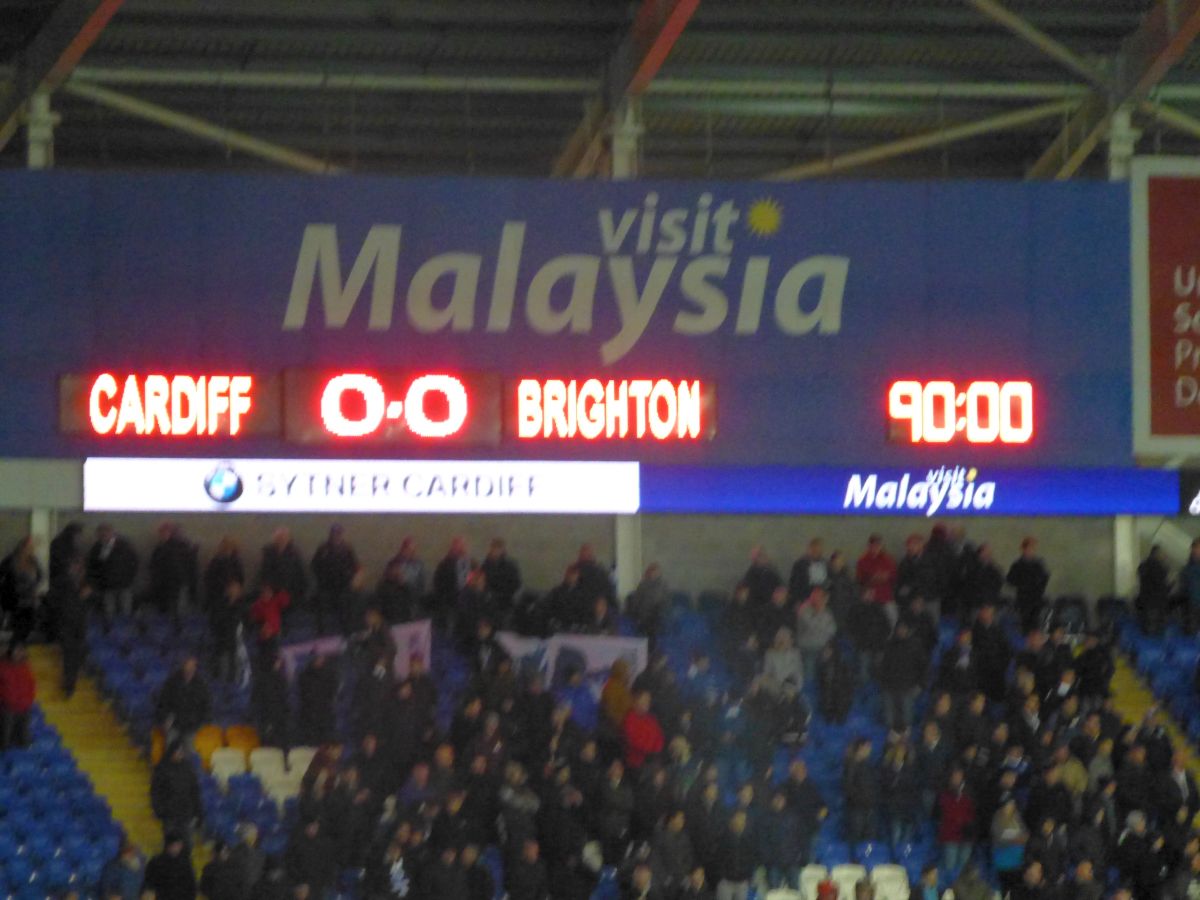 visit
Malaysia
CARDIFF 0-0 BRIGHTON 90:00
SYTNER CARDIFF
visit
Malaysia